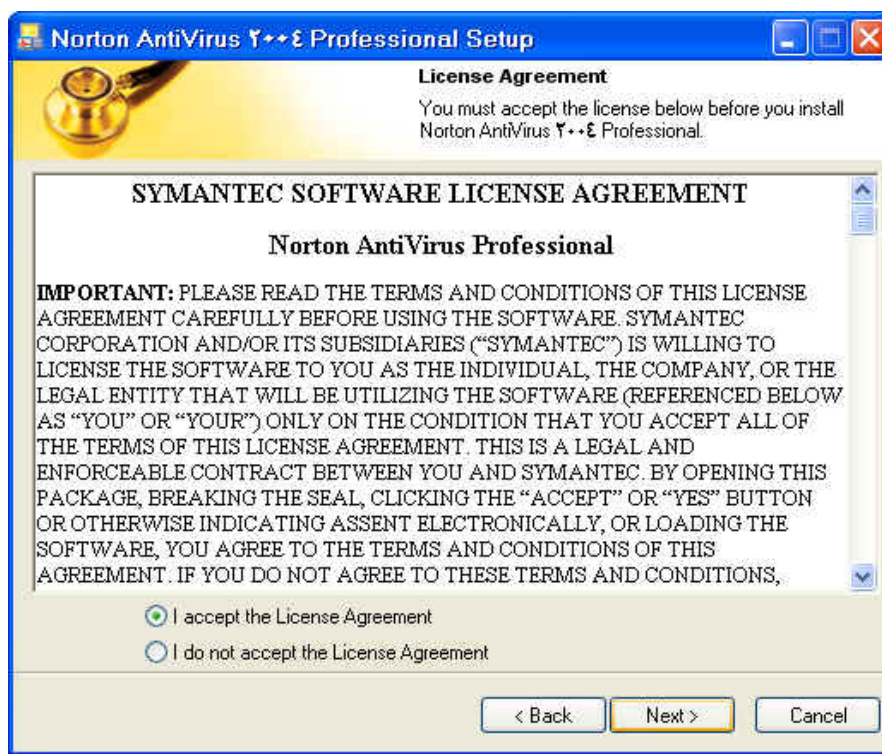 Norton AntiVirus ٢٠٠٤ Professional Setup
License Agreement
You must accept the license below before you install
Norton AntiVirus ٢٠٠٤ Professional.
SYMANTEC SOFTWARE LICENSE AGREEMENT
Norton AntiVirus Professional
IMPORTANT: PLEASE READ THE TERMS AND CONDITIONS OF THIS LICENSE
AGREEMENT CAREFULLY BEFORE USING THE SOFTWARE. SYMANTEC
CORPORATION AND/OR ITS SUBSIDIARIES (“SYMANTEC”) IS WILLING TO
LICENSE THE SOFTWARE TO YOU AS THE INDIVIDUAL, THE COMPANY, OR THE
LEGAL ENTITY THAT WILL BE UTILIZING THE SOFTWARE (REFERENCED BELOW
AS “YOU” OR “YOUR”) ONLY ON THE CONDITION THAT YOU ACCEPT ALL OF
THE TERMS OF THIS LICENSE AGREEMENT. THIS IS A LEGAL AND
ENFORCEABLE CONTRACT BETWEEN YOU AND SYMANTEC. BY OPENING THIS
PACKAGE, BREAKING THE SEAL, CLICKING THE “ACCEPT” OR “YES” BUTTON
OR OTHERWISE INDICATING ASSENT ELECTRONICALLY, OR LOADING THE
SOFTWARE, YOU AGREE TO THE TERMS AND CONDITIONS OF THIS
AGREEMENT. IF YOU DO NOT AGREE TO THESE TERMS AND CONDITIONS,
I accept the License Agreement
I do not accept the License Agreement
< Back Next > Cancel